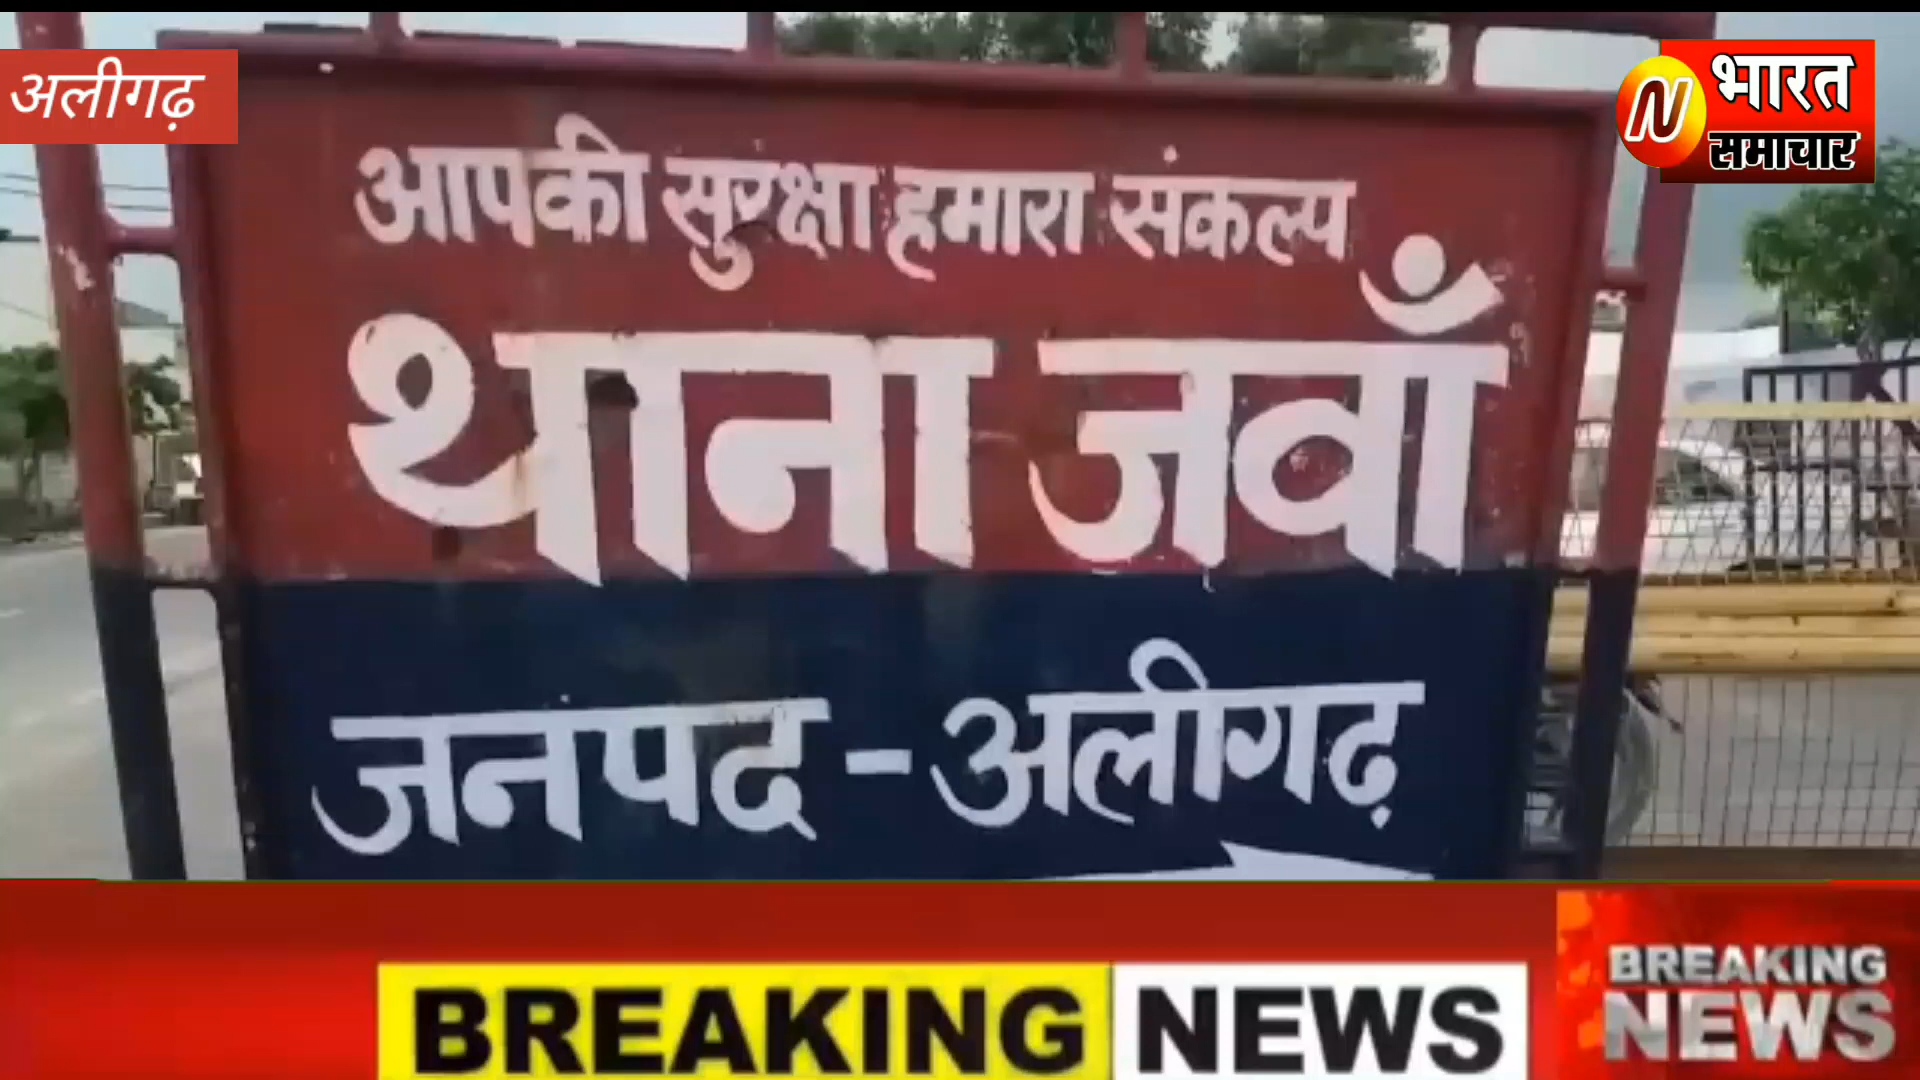 अलीगढ़
भारत
समाचार
N
आपकी सुरक्षा हमारा संकल्प
थाना जवाँ
जनपद - अलीगढ़
BREAKING NEWS
BREAKING
NEWS